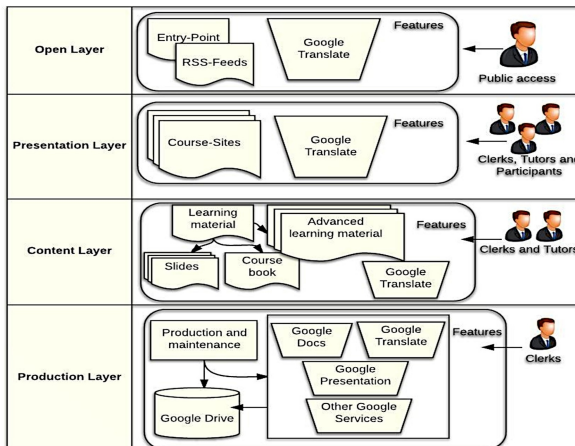 Open Layer
Entry-Point
RSS-Feeds
Google
Translate
Features
Public access
Presentation Layer
Course-Sites
Google
Translate
Features
Clerks, Tutors and
Participants
Content Layer
Learning
material
Advanced
learning material
Slides
Course
book
Google
Translate
Features
Clerks and Tutors
Production Layer
Production and
maintenance
Google Drive
Google
Docs
Google
Translate
Google
Presentation
Other Google
Services
Features
Clerks